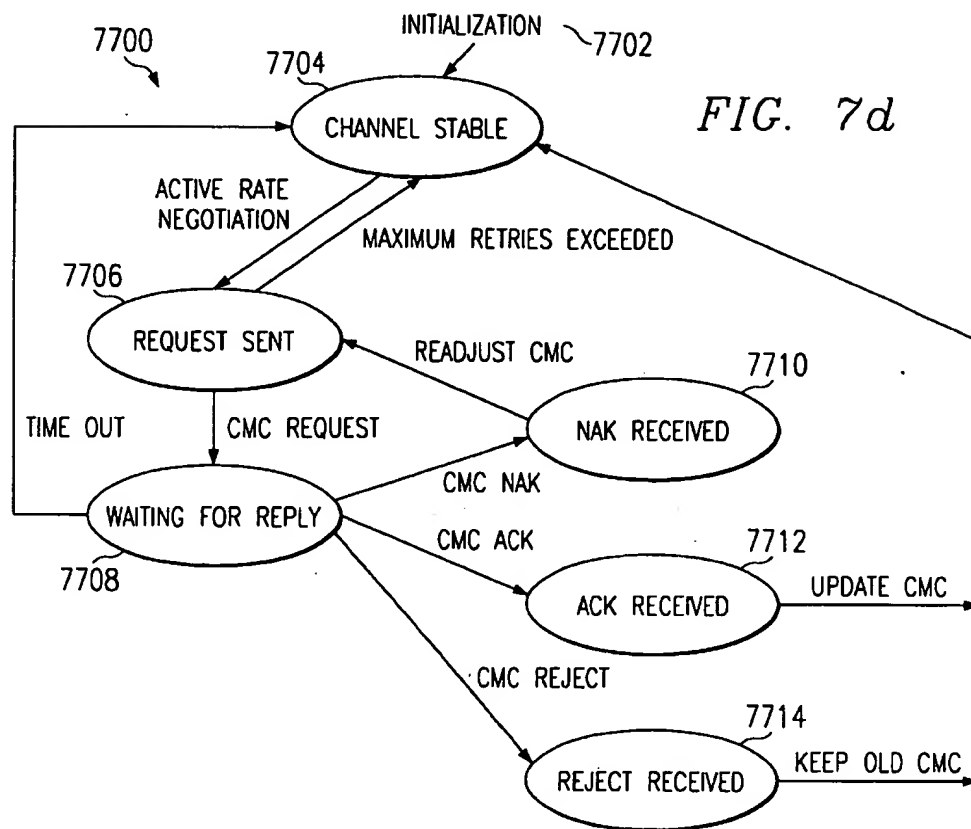 7700
INITIALIZATION
7702
7704
CHANNEL STABLE
FIG. 7d
ACTIVE RATE
NEGOTIATION
MAXIMUM RETRIES EXCEEDED
7706
REQUEST SENT
READJUST CMC
7710
NAK RECEIVED
TIME OUT
CMC REQUEST
CMC NAK
WAITING FOR REPLY
7708
CMC ACK
7712
ACK RECEIVED
UPDATE CMC
CMC REJECT
7714
REJECT RECEIVED
KEEP OLD CMC